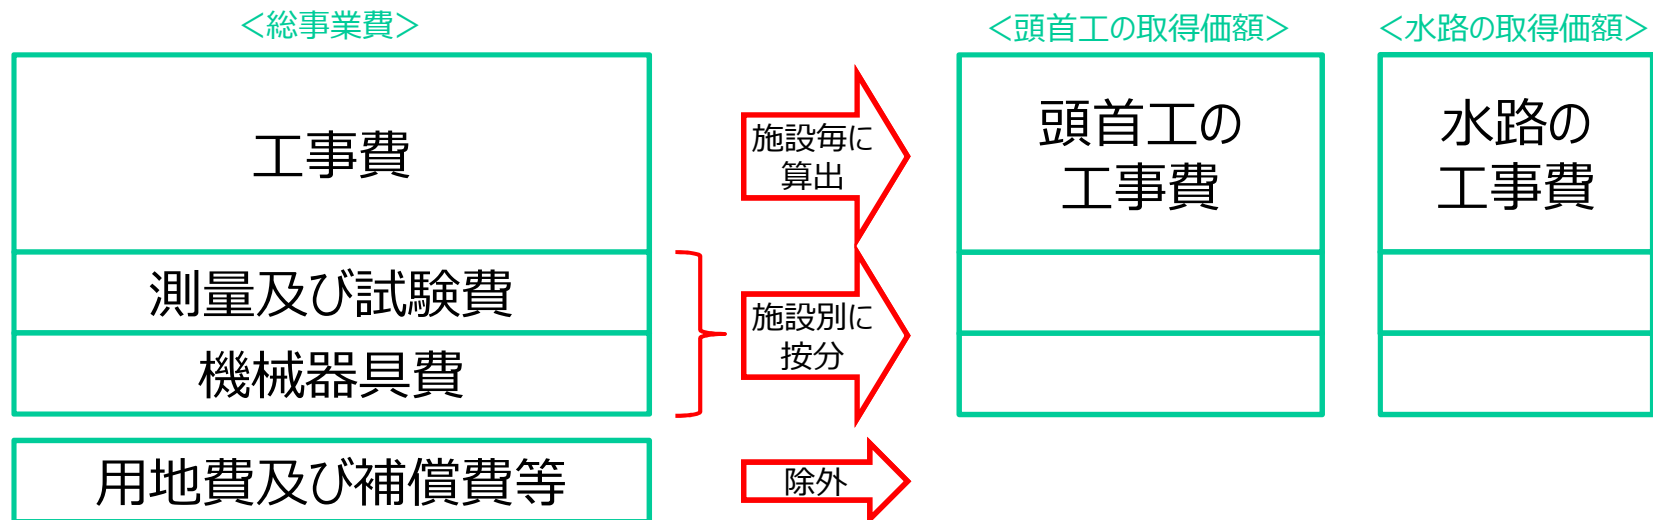 ＜総事業費＞
＜頭首工の取得価額＞
＜水路の取得価額＞
工事費
施設毎に
算出
頭首工の
工事費
水路の
工事費
測量及び試験費
機械器具費
施設別に
按分
用地費及び補償費等
除外